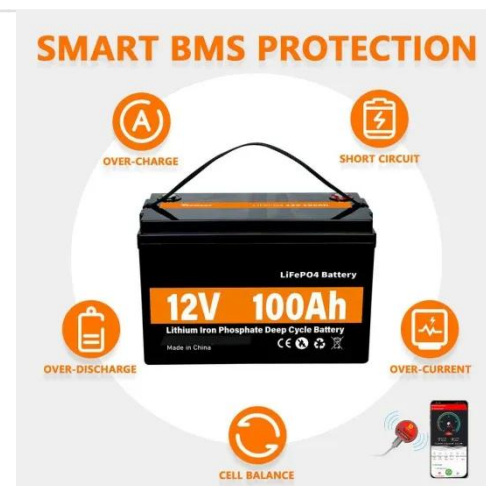 SMART BMS PROTECTION
OVER-CHARGE
SHORT CIRCUIT
LiFePO4 Battery
12V 100Ah
Lithium Iron Phosphate Deep Cycle Battery
Made in China
OVER-DISCHARGE
OVER-CURRENT
CELL BALANCE